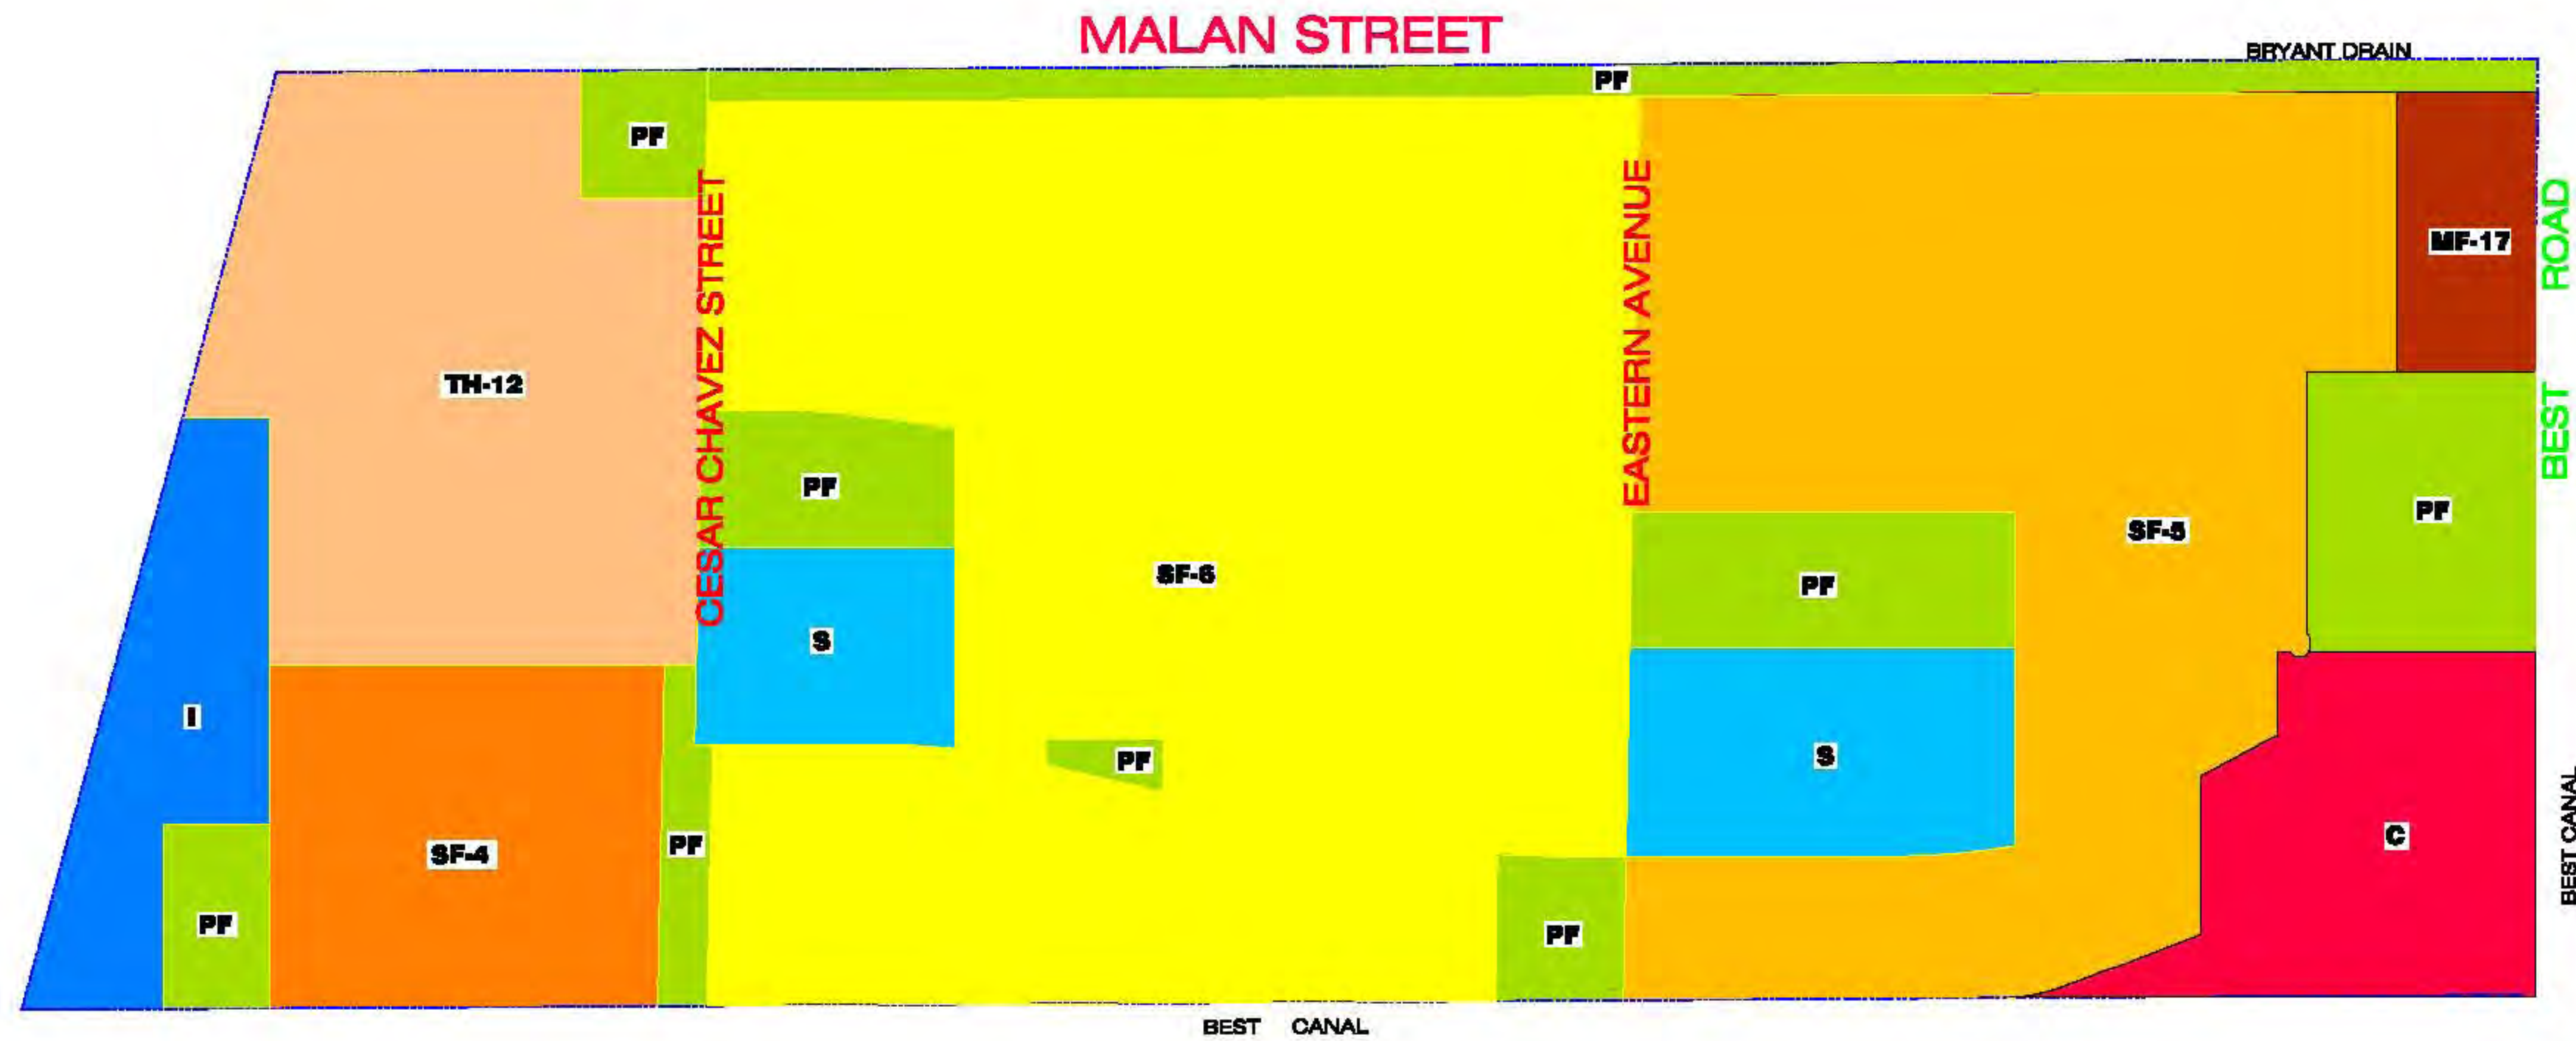 MALAN STREET
BRYANT DRAIN
PF
PF
CESAR CHAVEZ STREET
EASTERN AVENUE
MF-17
BEST ROAD
TH-12
PF
PF
SF-5
PF
SF-6
S
I
PF
S
SF-4
PF
C
BEST CANAL
PF
PF
BEST CANAL